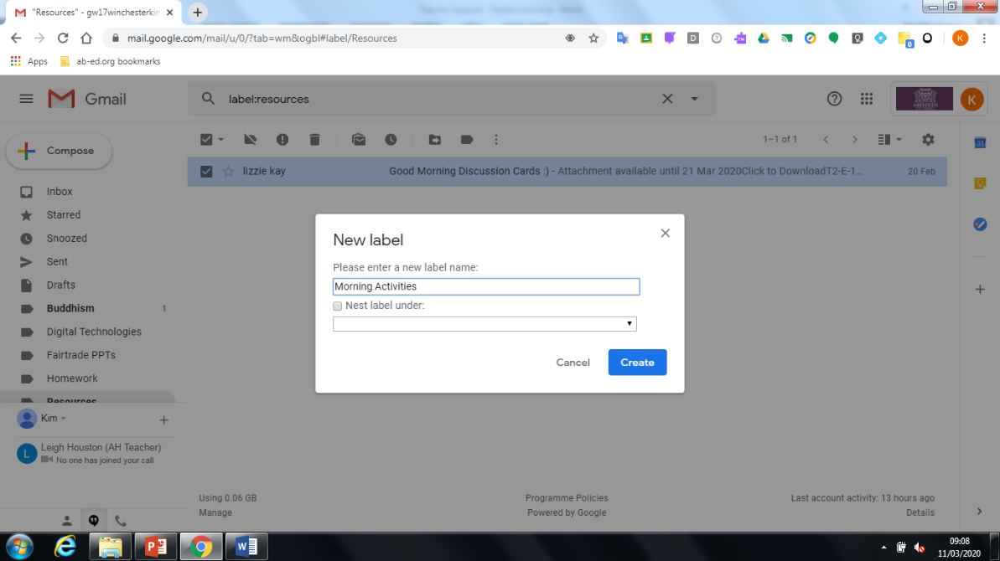 "Resources" - gw17winchesterkin
mail.google.com/mail/u/0/?tab=wm&ogbl#label/Resources
Apps
ab-ed.org bookmarks
Gmail
label:resources
Compose
1–1 of 1
lizzie kay
Good Morning Discussion Cards :) - Attachment available until 21 Mar 2020Click to DownloadT2-E-1...
20 Feb
Inbox
Starred
Snoozed
Sent
Drafts
Buddhism 1
Digital Technologies
Fairtrade PPTs
Homework
Resources
Kim
Leigh Houston (AH Teacher)
No one has joined your call
New label
Please enter a new label name:
Morning Activities
Nest label under:
Cancel
Create
Using 0.06 GB
Manage
Programme Policies
Powered by Google
Last account activity: 13 hours ago
Details
09:08
11/03/2020